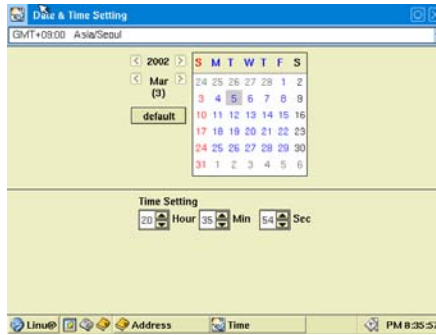 Date & Time Setting
GMT+09:00 Asia/Seoul
< 2002 >
< Mar >
(3)
default
S M T W T F S
24 25 26 27 28 1 2
3 4 5 6 7 8 9
10 11 12 13 14 15 16
17 18 19 20 21 22 23
24 25 26 27 28 29 30
31 1 2 3 4 5 6
Time Setting
20 Hour 35 Min 54 Sec
Linu@ Address Time PM 8:35:57